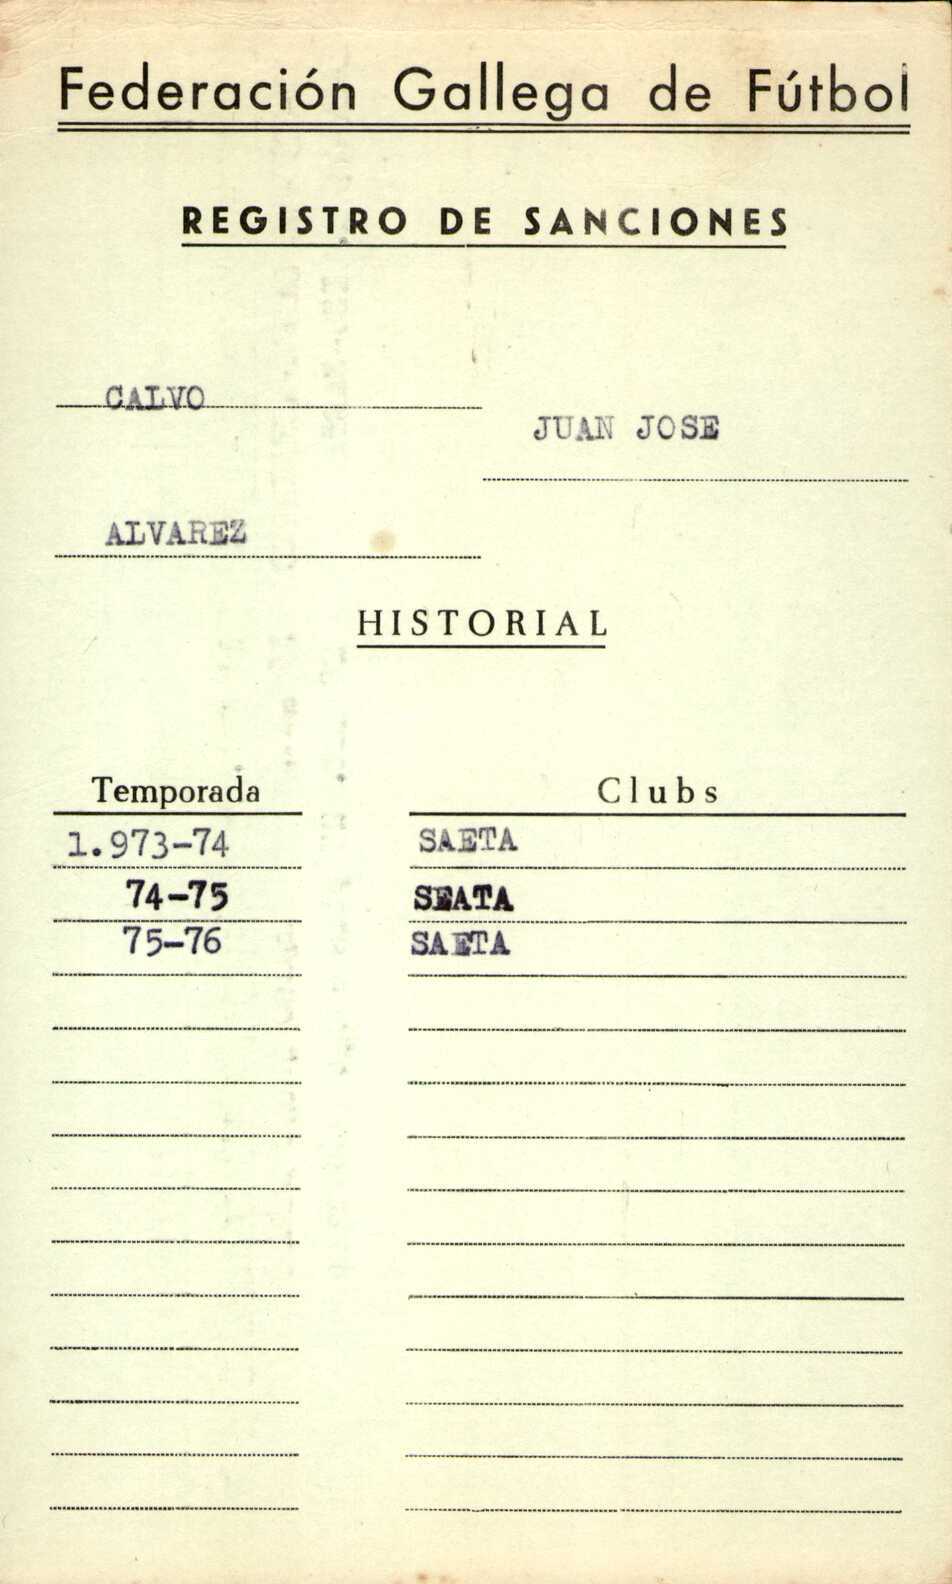 Federación Gallega de Fútbol
REGISTRO DE SANCIONES
CALVO
JUAN JOSE
ALVAREZ
HISTORIAL
Temporada Clubs
1.973-74 SAETA
74-75 SEATA
75-76 SAETA